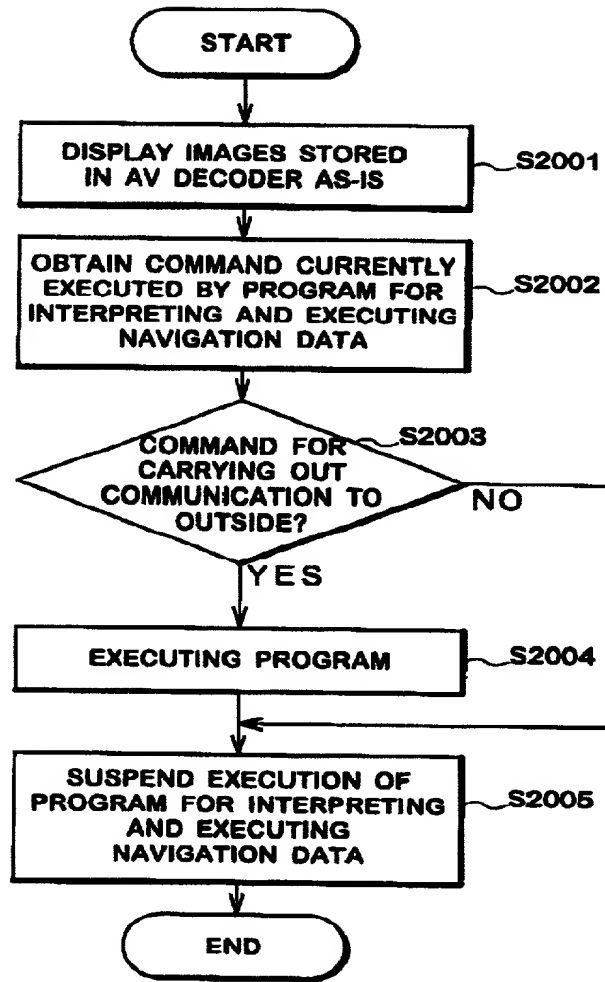 START
DISPLAY IMAGES STORED
IN AV DECODER AS-IS
S2001
OBTAIN COMMAND CURRENTLY
EXECUTED BY PROGRAM FOR
INTERPRETING AND EXECUTING
NAVIGATION DATA
S2002
COMMAND FOR
CARRYING OUT
COMMUNICATION TO
OUTSIDE?
S2003
NO
YES
EXECUTING PROGRAM
S2004
SUSPEND EXECUTION OF
PROGRAM FOR INTERPRETING
AND EXECUTING
NAVIGATION DATA
S2005
END